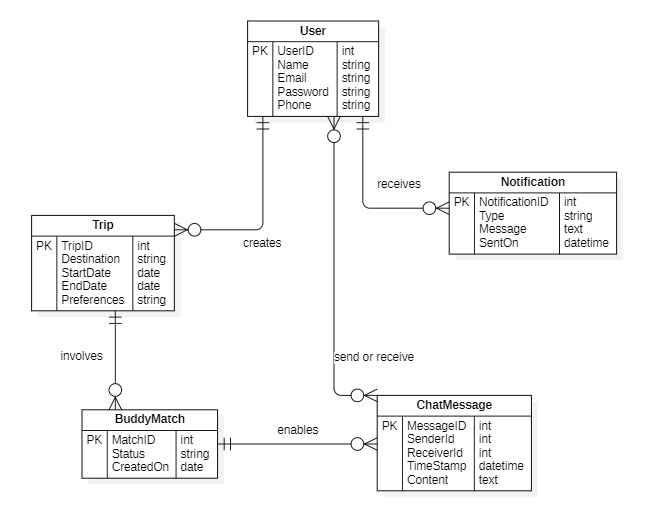 User
PK UserID int
Name string
Email string
Password string
Phone string
receives
Notification
PK NotificationID int
Type string
Message text
SentOn datetime
creates
Trip
PK TripID int
Destination string
StartDate date
EndDate date
Preferences string
involves
send or receive
BuddyMatch
PK MatchID int
Status string
CreatedOn date
enables
ChatMessage
PK MessageID int
SenderId int
ReceiverId int
TimeStamp datetime
Content text